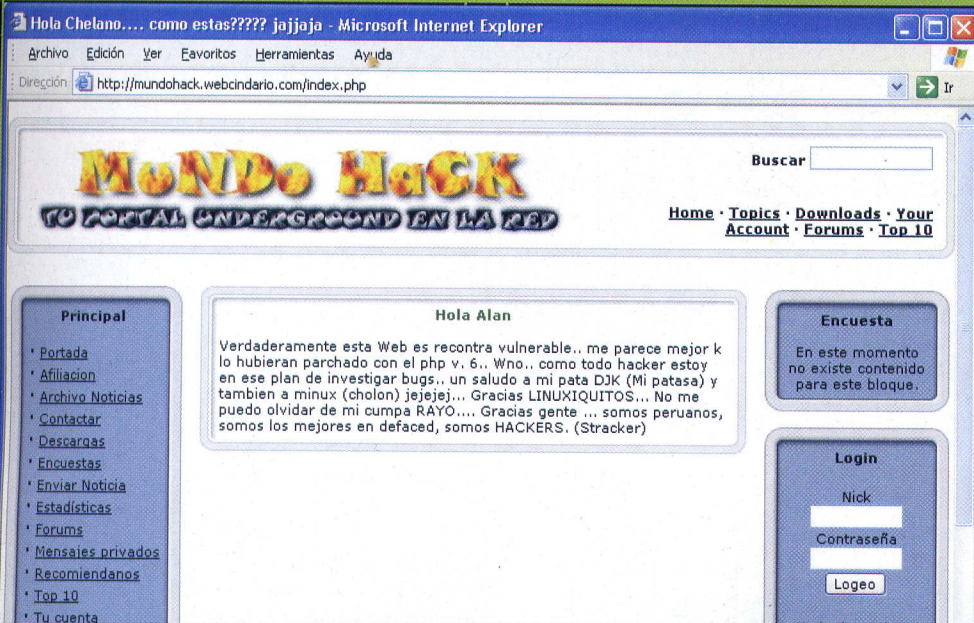 Hola Chelano.... como estas????? jajjaja - Microsoft Internet Explorer
Archivo Edición Ver Favoritos Herramientas Ayuda
Dirección http://mundohack.webcindario.com/index.php Ir
MuNDo HaCK
TU PORTAL UNDERGROUND EN LA RED
Buscar
Home · Topics · Downloads · Your
Account · Forums · Top 10
Principal
· Portada
· Afiliacion
· Archivo Noticias
· Contactar
· Descargas
· Encuestas
· Enviar Noticia
· Estadísticas
· Forums
· Mensajes privados
· Recomiendanos
· Top 10
· Tu cuenta
Hola Alan
Verdaderamente esta Web es recontra vulnerable.. me parece mejor k
lo hubieran parchado con el php v. 6.. Wno.. como todo hacker estoy
en ese plan de investigar bugs.. un saludo a mi pata DJK (Mi patasa) y
tambien a minux (cholon) jejejej... Gracias LINUXIQUITOS... No me
puedo olvidar de mi cumpa RAYO.... Gracias gente ... somos peruanos,
somos los mejores en defaced, somos HACKERS. (Stracker)
Encuesta
En este momento
no existe contenido
para este bloque.
Login
Nick
Contraseña
Logeo